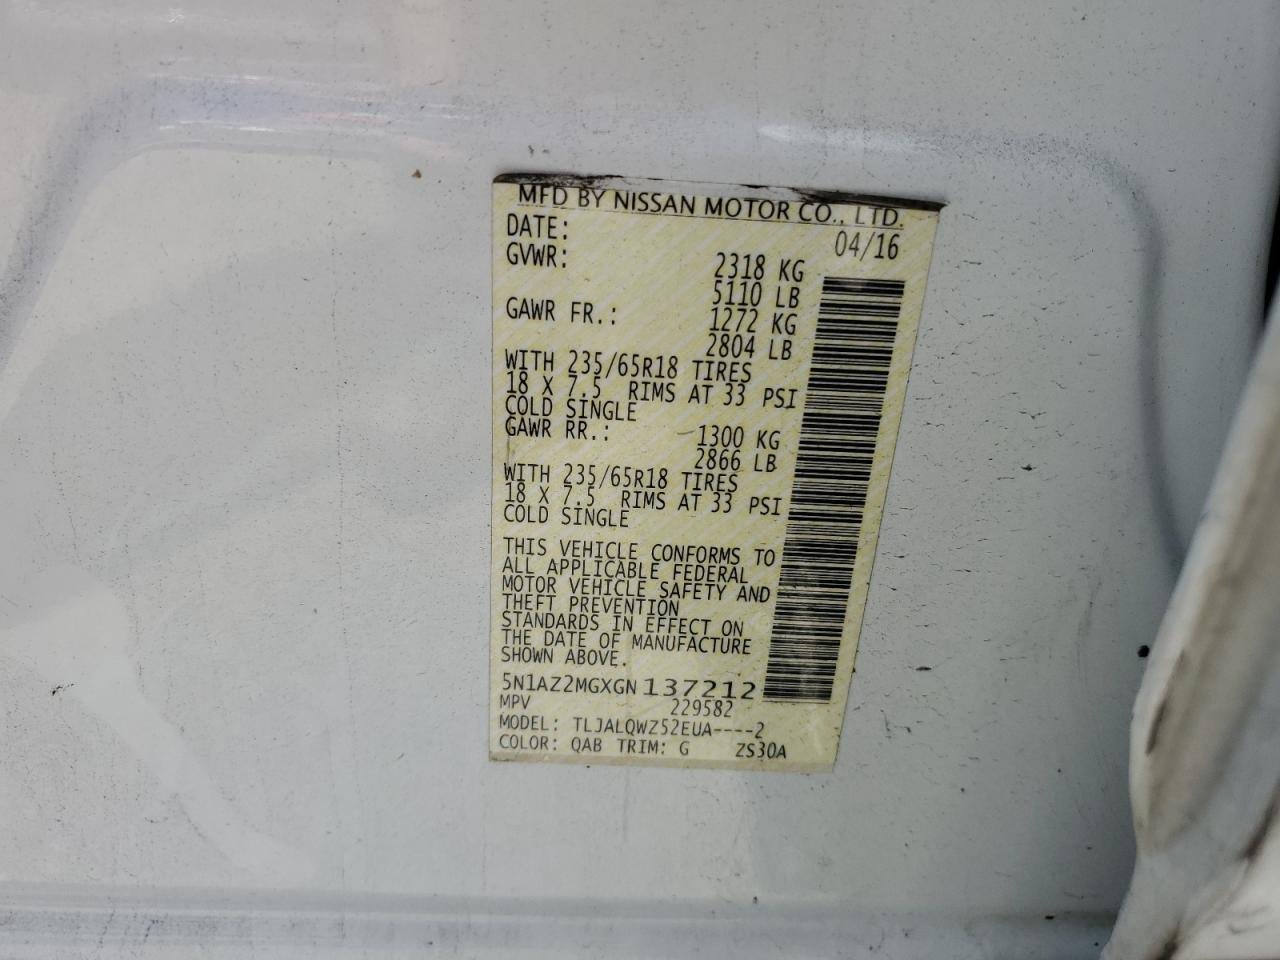 MFD BY NISSAN MOTOR CO., LTD.
DATE: 04/16
GVWR: 2318 KG
5110 LB
GAWR FR.: 1272 KG
2804 LB
WITH 235/65R18 TIRES
18 X 7.5 RIMS AT 33 PSI
COLD SINGLE
GAWR RR.: 1300 KG
2866 LB
WITH 235/65R18 TIRES
18 X 7.5 RIMS AT 33 PSI
COLD SINGLE
THIS VEHICLE CONFORMS TO
ALL APPLICABLE FEDERAL
MOTOR VEHICLE SAFETY AND
THEFT PREVENTION
STANDARDS IN EFFECT ON
THE DATE OF MANUFACTURE
SHOWN ABOVE.
5N1AZ2MGXGN137212
MPV 229582
MODEL: TLJALQWZ52EUA----2
COLOR: QAB TRIM: G ZS30A